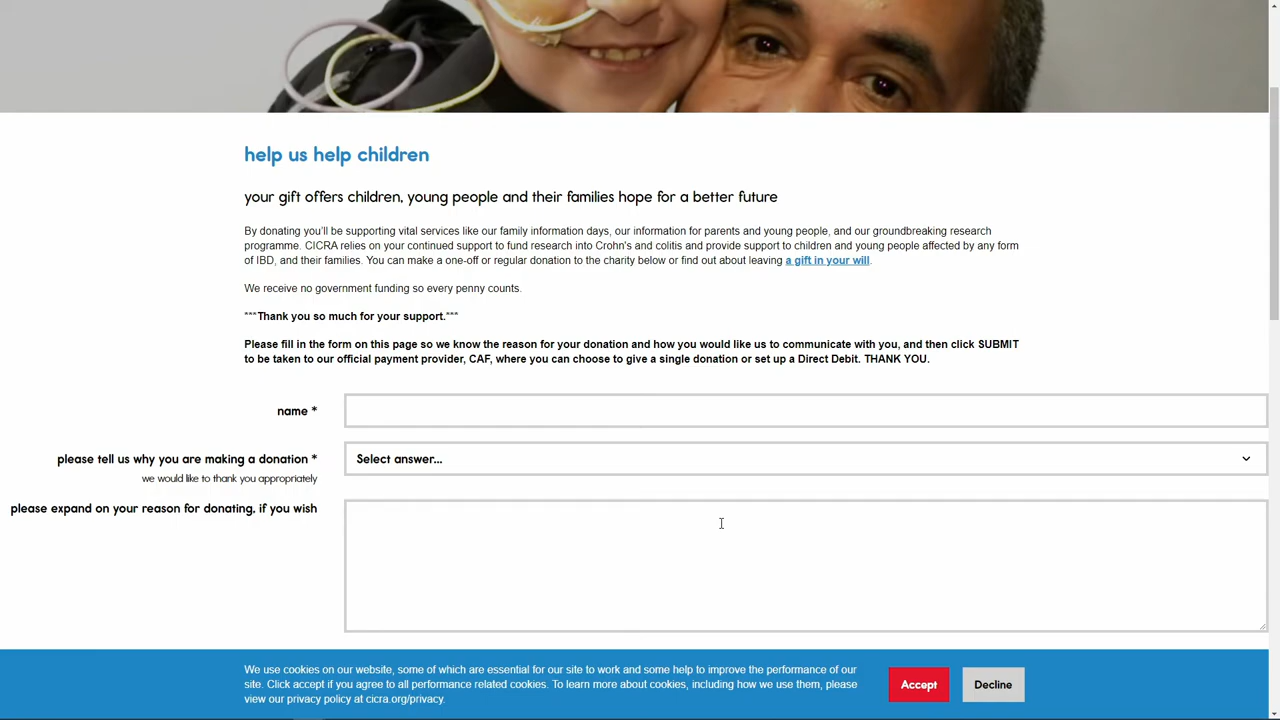 help us help children
your gift offers children, young people and their families hope for a better future
By donating you'll be supporting vital services like our family information days, our information for parents and young people, and our groundbreaking research
programme. CICRA relies on your continued support to fund research into Crohn's and colitis and provide support to children and young people affected by any form
of IBD, and their families. You can make a one-off or regular donation to the charity below or find out about leaving a gift in your will.
We receive no government funding so every penny counts.
***Thank you so much for your support.***
Please fill in the form on this page so we know the reason for your donation and how you would like us to communicate with you, and then click SUBMIT
to be taken to our official payment provider, CAF, where you can choose to give a single donation or set up a Direct Debit. THANK YOU.
name *
please tell us why you are making a donation *
Select answer...
we would like to thank you appropriately
please expand on your reason for donating, if you wish
We use cookies on our website, some of which are essential for our site to work and some help to improve the performance of our
site. Click accept if you agree to all performance related cookies. To learn more about cookies, including how we use them, please
view our privacy policy at cicra.org/privacy.
Accept
Decline